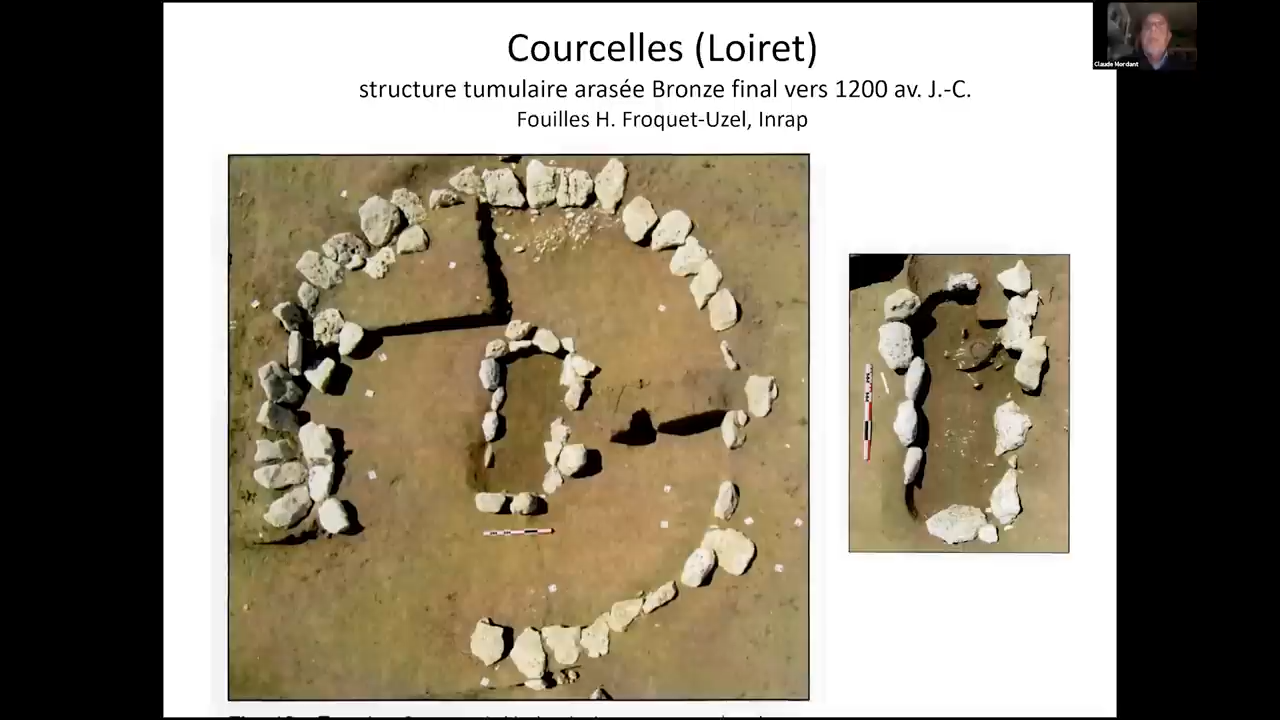 Courcelles (Loiret)
structure tumulaire arasée Bronze final vers 1200 av. J.-C.
Fouilles H. Froquet-Uzel, Inrap
Claude Mordant